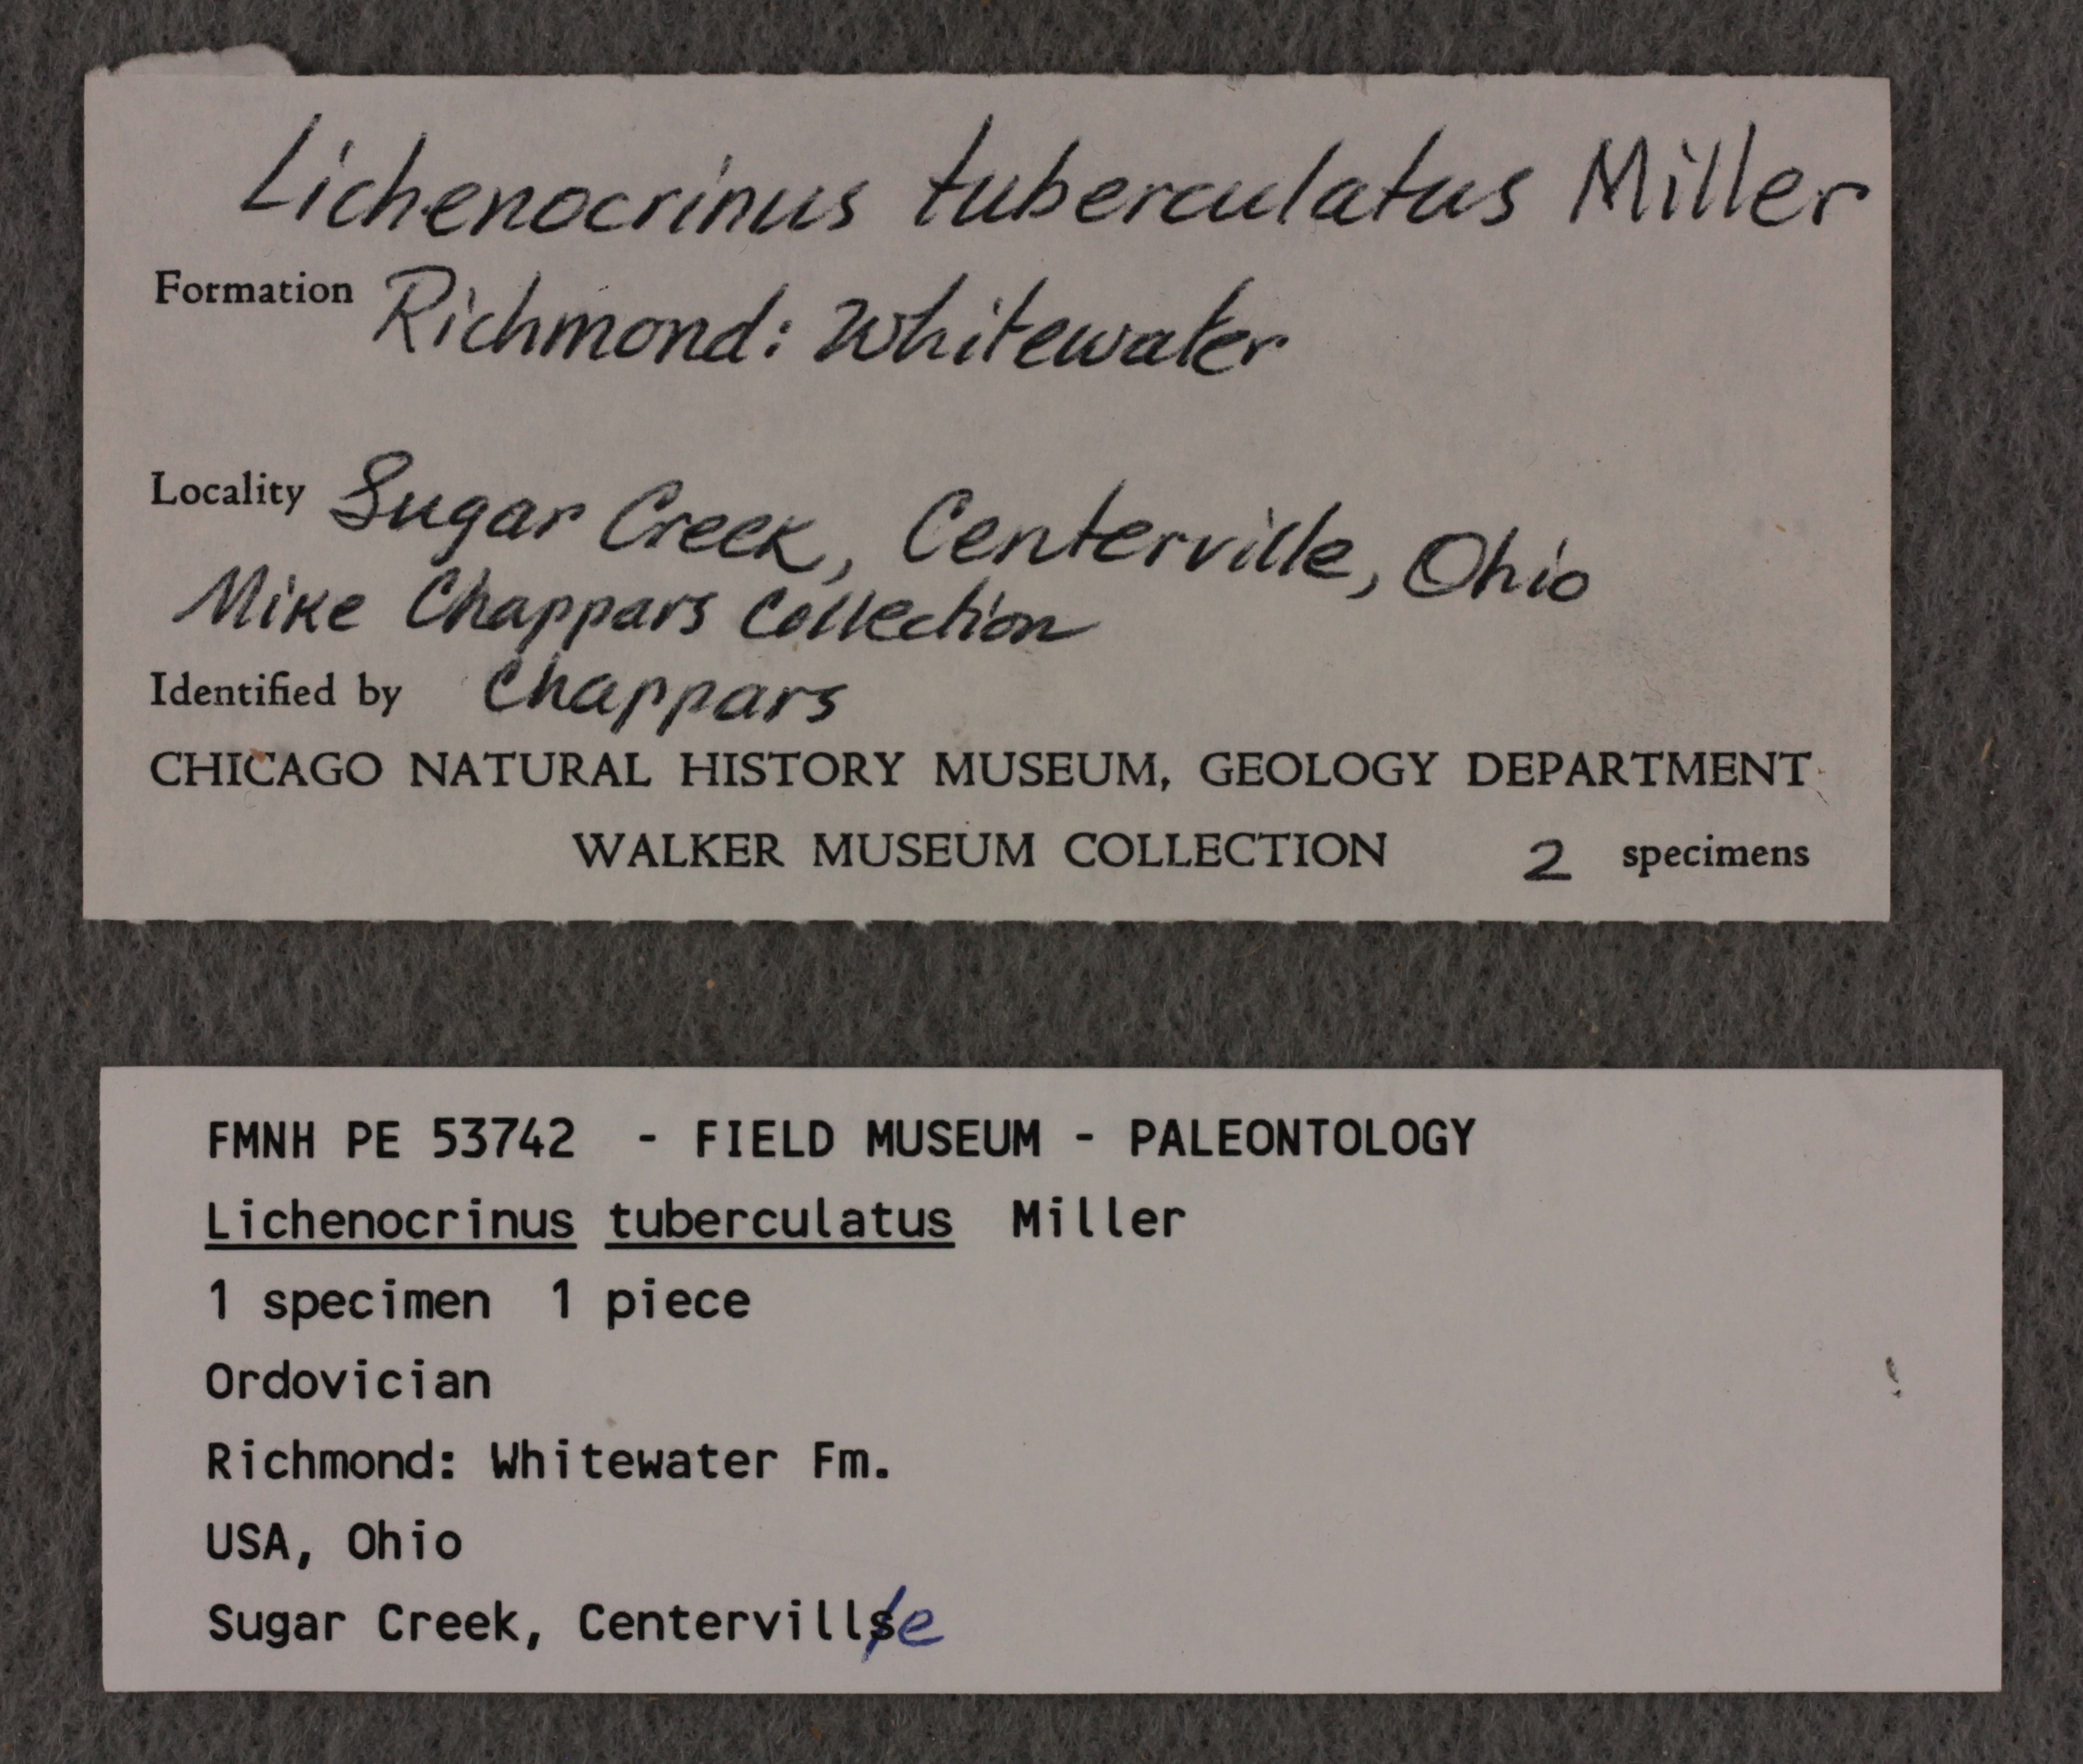 Lichenocrinus tuberculatus Miller
Formation Richmond: Whitewater
Locality Sugar Creek, Centerville, Ohio
Mike Chappars Collection
Identified by Chappars
CHICAGO NATURAL HISTORY MUSEUM, GEOLOGY DEPARTMENT
WALKER MUSEUM COLLECTION 2 specimens
FMNH PE 53742 - FIELD MUSEUM - PALEONTOLOGY
Lichenocrinus tuberculatus Miller
1 specimen 1 piece
Ordovician
Richmond: Whitewater Fm.
USA, Ohio
Sugar Creek, Centervillse